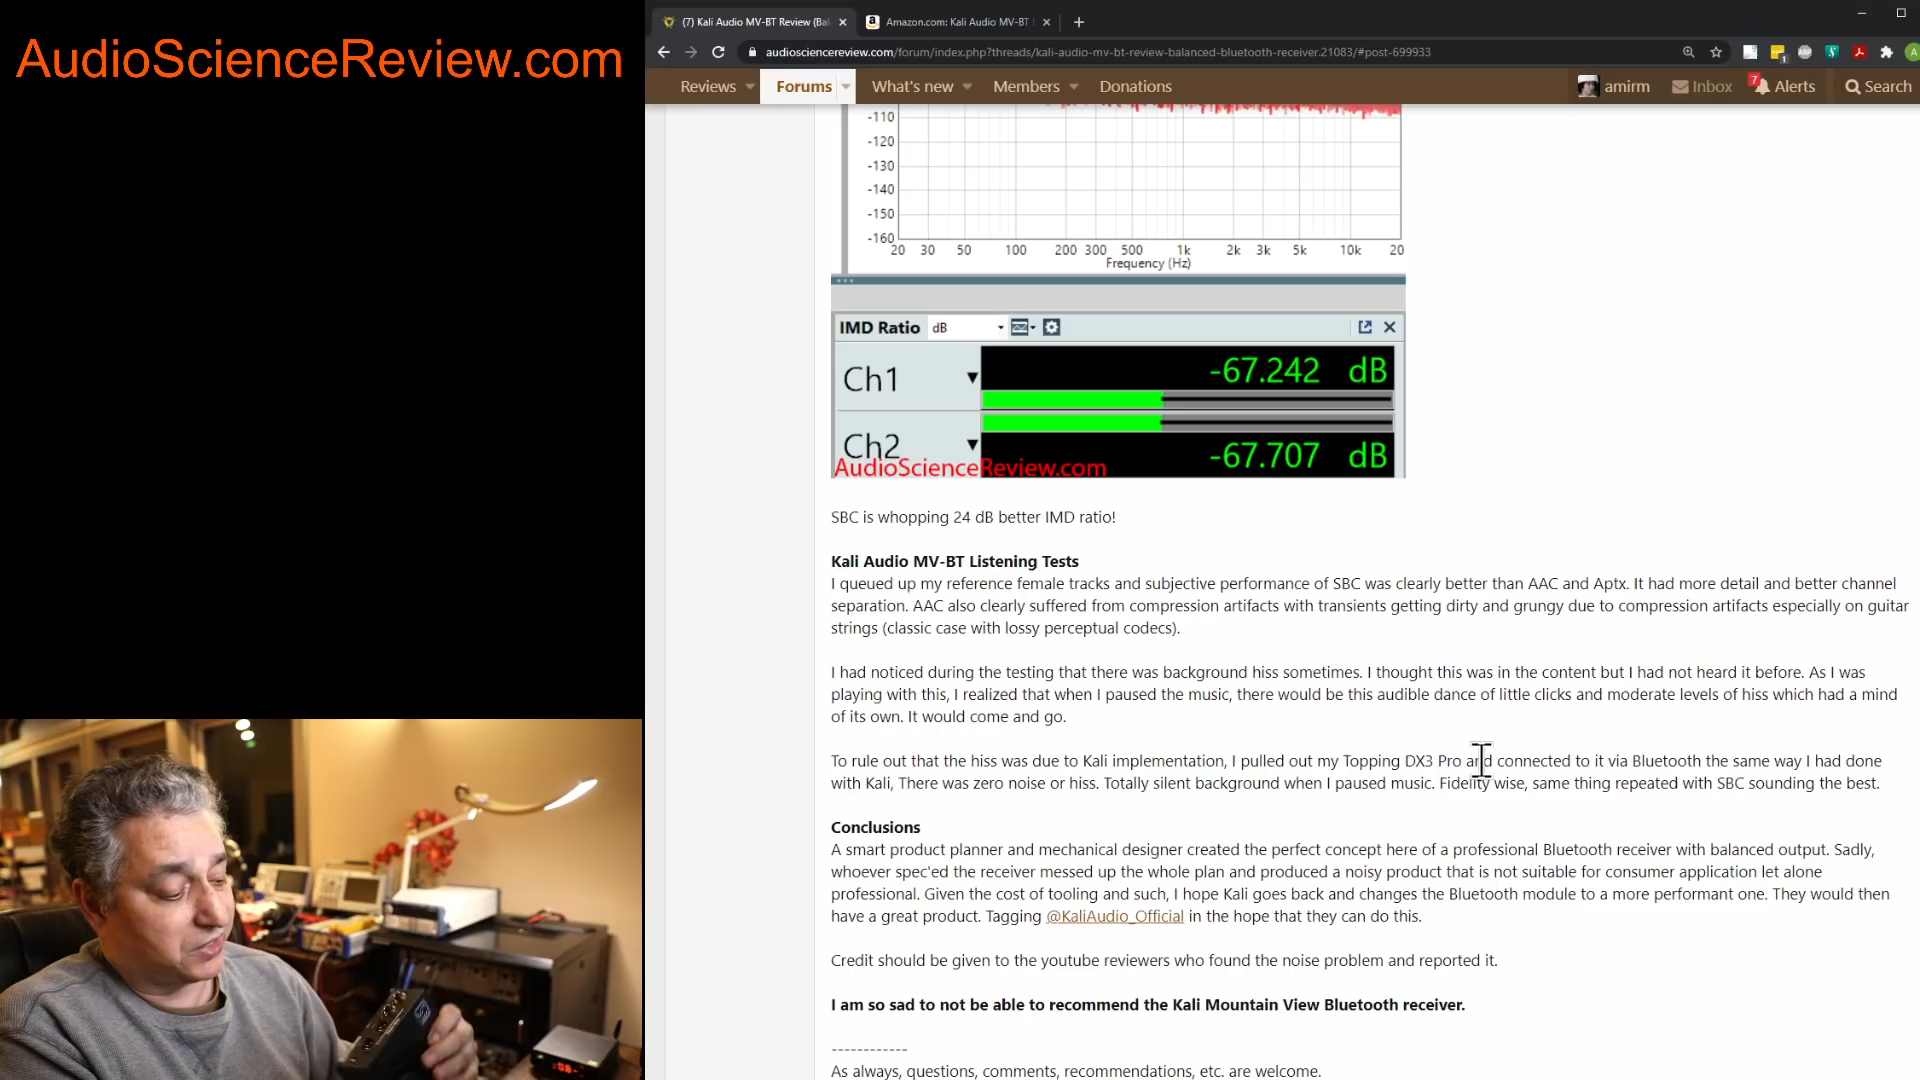 AudioScienceReview.com
(7) Kali Audio MV-BT Review (Bal
Amazon.com: Kali Audio MV-BT
audiosciencereview.com/forum/index.php?threads/kali-audio-mv-bt-review-balanced-bluetooth-receiver.21083/#post-699933
Reviews Forums What's new Members Donations amirm Inbox 7 Alerts Search
-110
-120
-130
-140
-150
-160
20 30 50 100 200 300 500 1k 2k 3k 5k 10k 20
Frequency (Hz)
IMD Ratio dB
Ch1 -67.242 dB
Ch2 -67.707 dB
AudioScienceReview.com
SBC is whopping 24 dB better IMD ratio!
Kali Audio MV-BT Listening Tests
I queued up my reference female tracks and subjective performance of SBC was clearly better than AAC and Aptx. It had more detail and better channel
separation. AAC also clearly suffered from compression artifacts with transients getting dirty and grungy due to compression artifacts especially on guitar
strings (classic case with lossy perceptual codecs).
I had noticed during the testing that there was background hiss sometimes. I thought this was in the content but I had not heard it before. As I was
playing with this, I realized that when I paused the music, there would be this audible dance of little clicks and moderate levels of hiss which had a mind
of its own. It would come and go.
To rule out that the hiss was due to Kali implementation, I pulled out my Topping DX3 Pro and connected to it via Bluetooth the same way I had done
with Kali, There was zero noise or hiss. Totally silent background when I paused music. Fidelity wise, same thing repeated with SBC sounding the best.
Conclusions
A smart product planner and mechanical designer created the perfect concept here of a professional Bluetooth receiver with balanced output. Sadly,
whoever spec'ed the receiver messed up the whole plan and produced a noisy product that is not suitable for consumer application let alone
professional. Given the cost of tooling and such, I hope Kali goes back and changes the Bluetooth module to a more performant one. They would then
have a great product. Tagging @KaliAudio_Official in the hope that they can do this.
Credit should be given to the youtube reviewers who found the noise problem and reported it.
I am so sad to not be able to recommend the Kali Mountain View Bluetooth receiver.
------------
As always, questions, comments, recommendations, etc. are welcome.